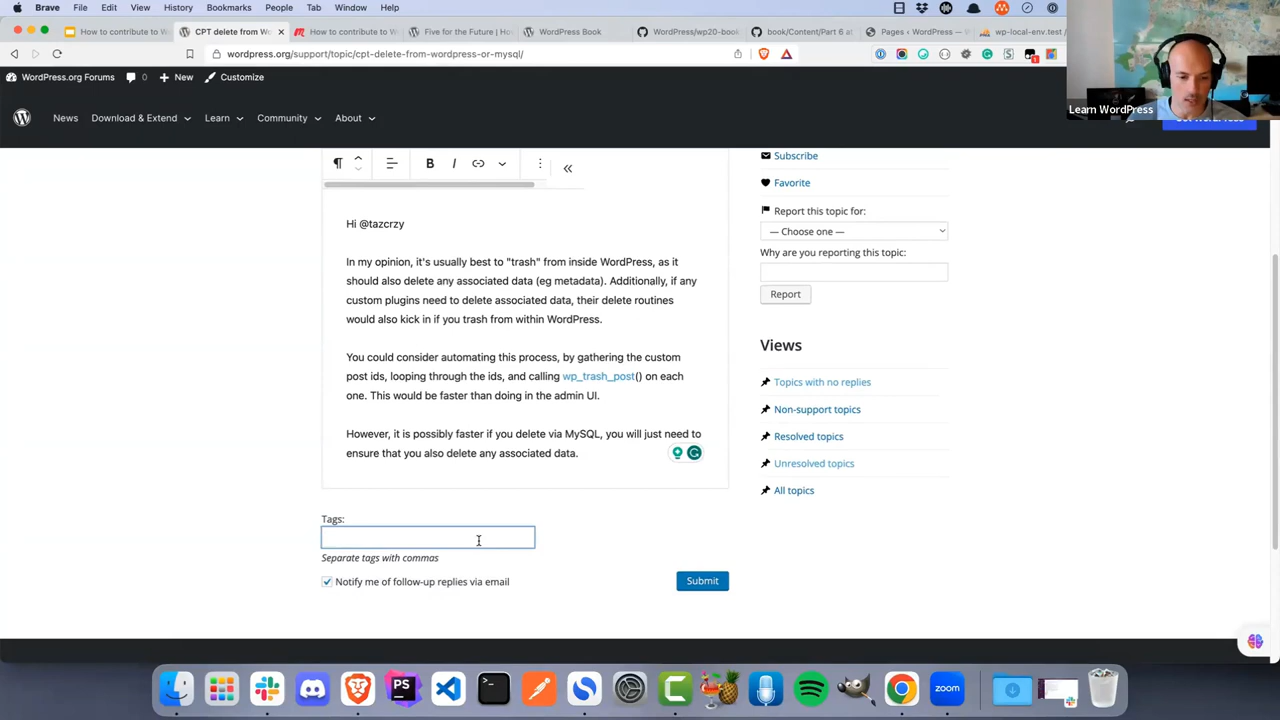 Brave File Edit View History Bookmarks People Tab Window Help
How to contribute to W
CPT delete from Wo
How to contribute to W
Five for the Future | Ho
WordPress Book
WordPress/wp20-book
book/Content/Part 6 at
Pages ‹ WordPress —
wp-local-env.test /
wordpress.org/support/topic/cpt-delete-from-wordpress-or-mysql/
WordPress.org Forums 0 New Customize
Learn WordPress
News Download & Extend Learn Community About
Subscribe
Favorite
Report this topic for:
— Choose one —
Why are you reporting this topic:
Report
Hi @tazcrzy
In my opinion, it's usually best to "trash" from inside WordPress, as it
should also delete any associated data (eg metadata). Additionally, if any
custom plugins need to delete associated data, their delete routines
would also kick in if you trash from within WordPress.
You could consider automating this process, by gathering the custom
post ids, looping through the ids, and calling wp_trash_post() on each
one. This would be faster than doing in the admin UI.
However, it is possibly faster if you delete via MySQL, you will just need to
ensure that you also delete any associated data.
Views
Topics with no replies
Non-support topics
Resolved topics
Unresolved topics
All topics
Tags:
Separate tags with commas
Notify me of follow-up replies via email
Submit
PS
zoom